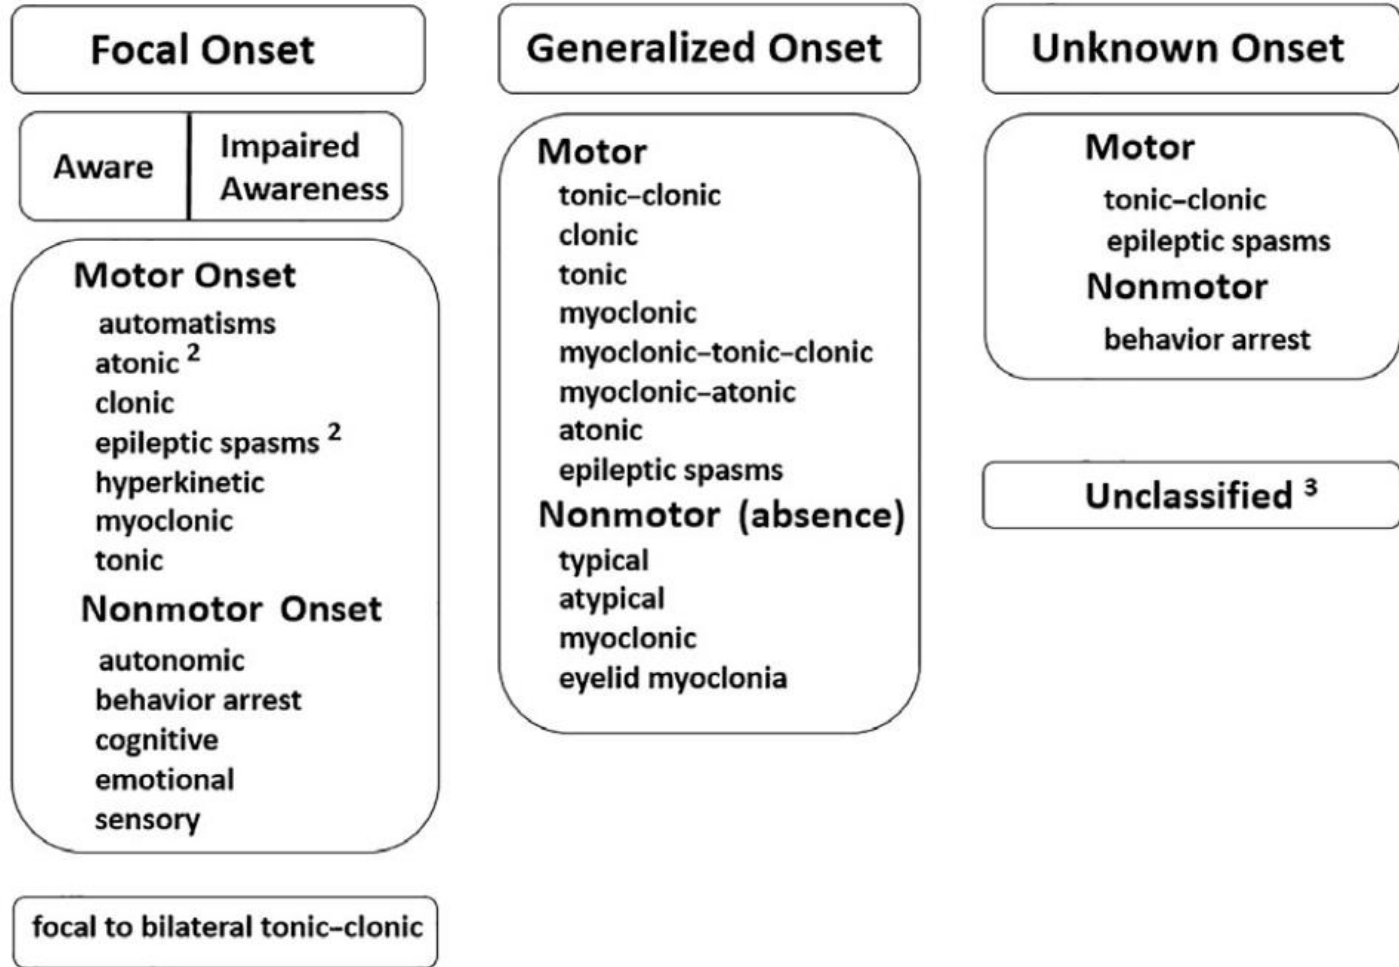 Focal Onset
Aware
Impaired
Awareness
Motor Onset
automatisms
atonic ²
clonic
epileptic spasms ²
hyperkinetic
myoclonic
tonic
Nonmotor Onset
autonomic
behavior arrest
cognitive
emotional
sensory
focal to bilateral tonic–clonic
Generalized Onset
Motor
tonic–clonic
clonic
tonic
myoclonic
myoclonic–tonic–clonic
myoclonic–atonic
atonic
epileptic spasms
Nonmotor (absence)
typical
atypical
myoclonic
eyelid myoclonia
Unknown Onset
Motor
tonic–clonic
epileptic spasms
Nonmotor
behavior arrest
Unclassified ³